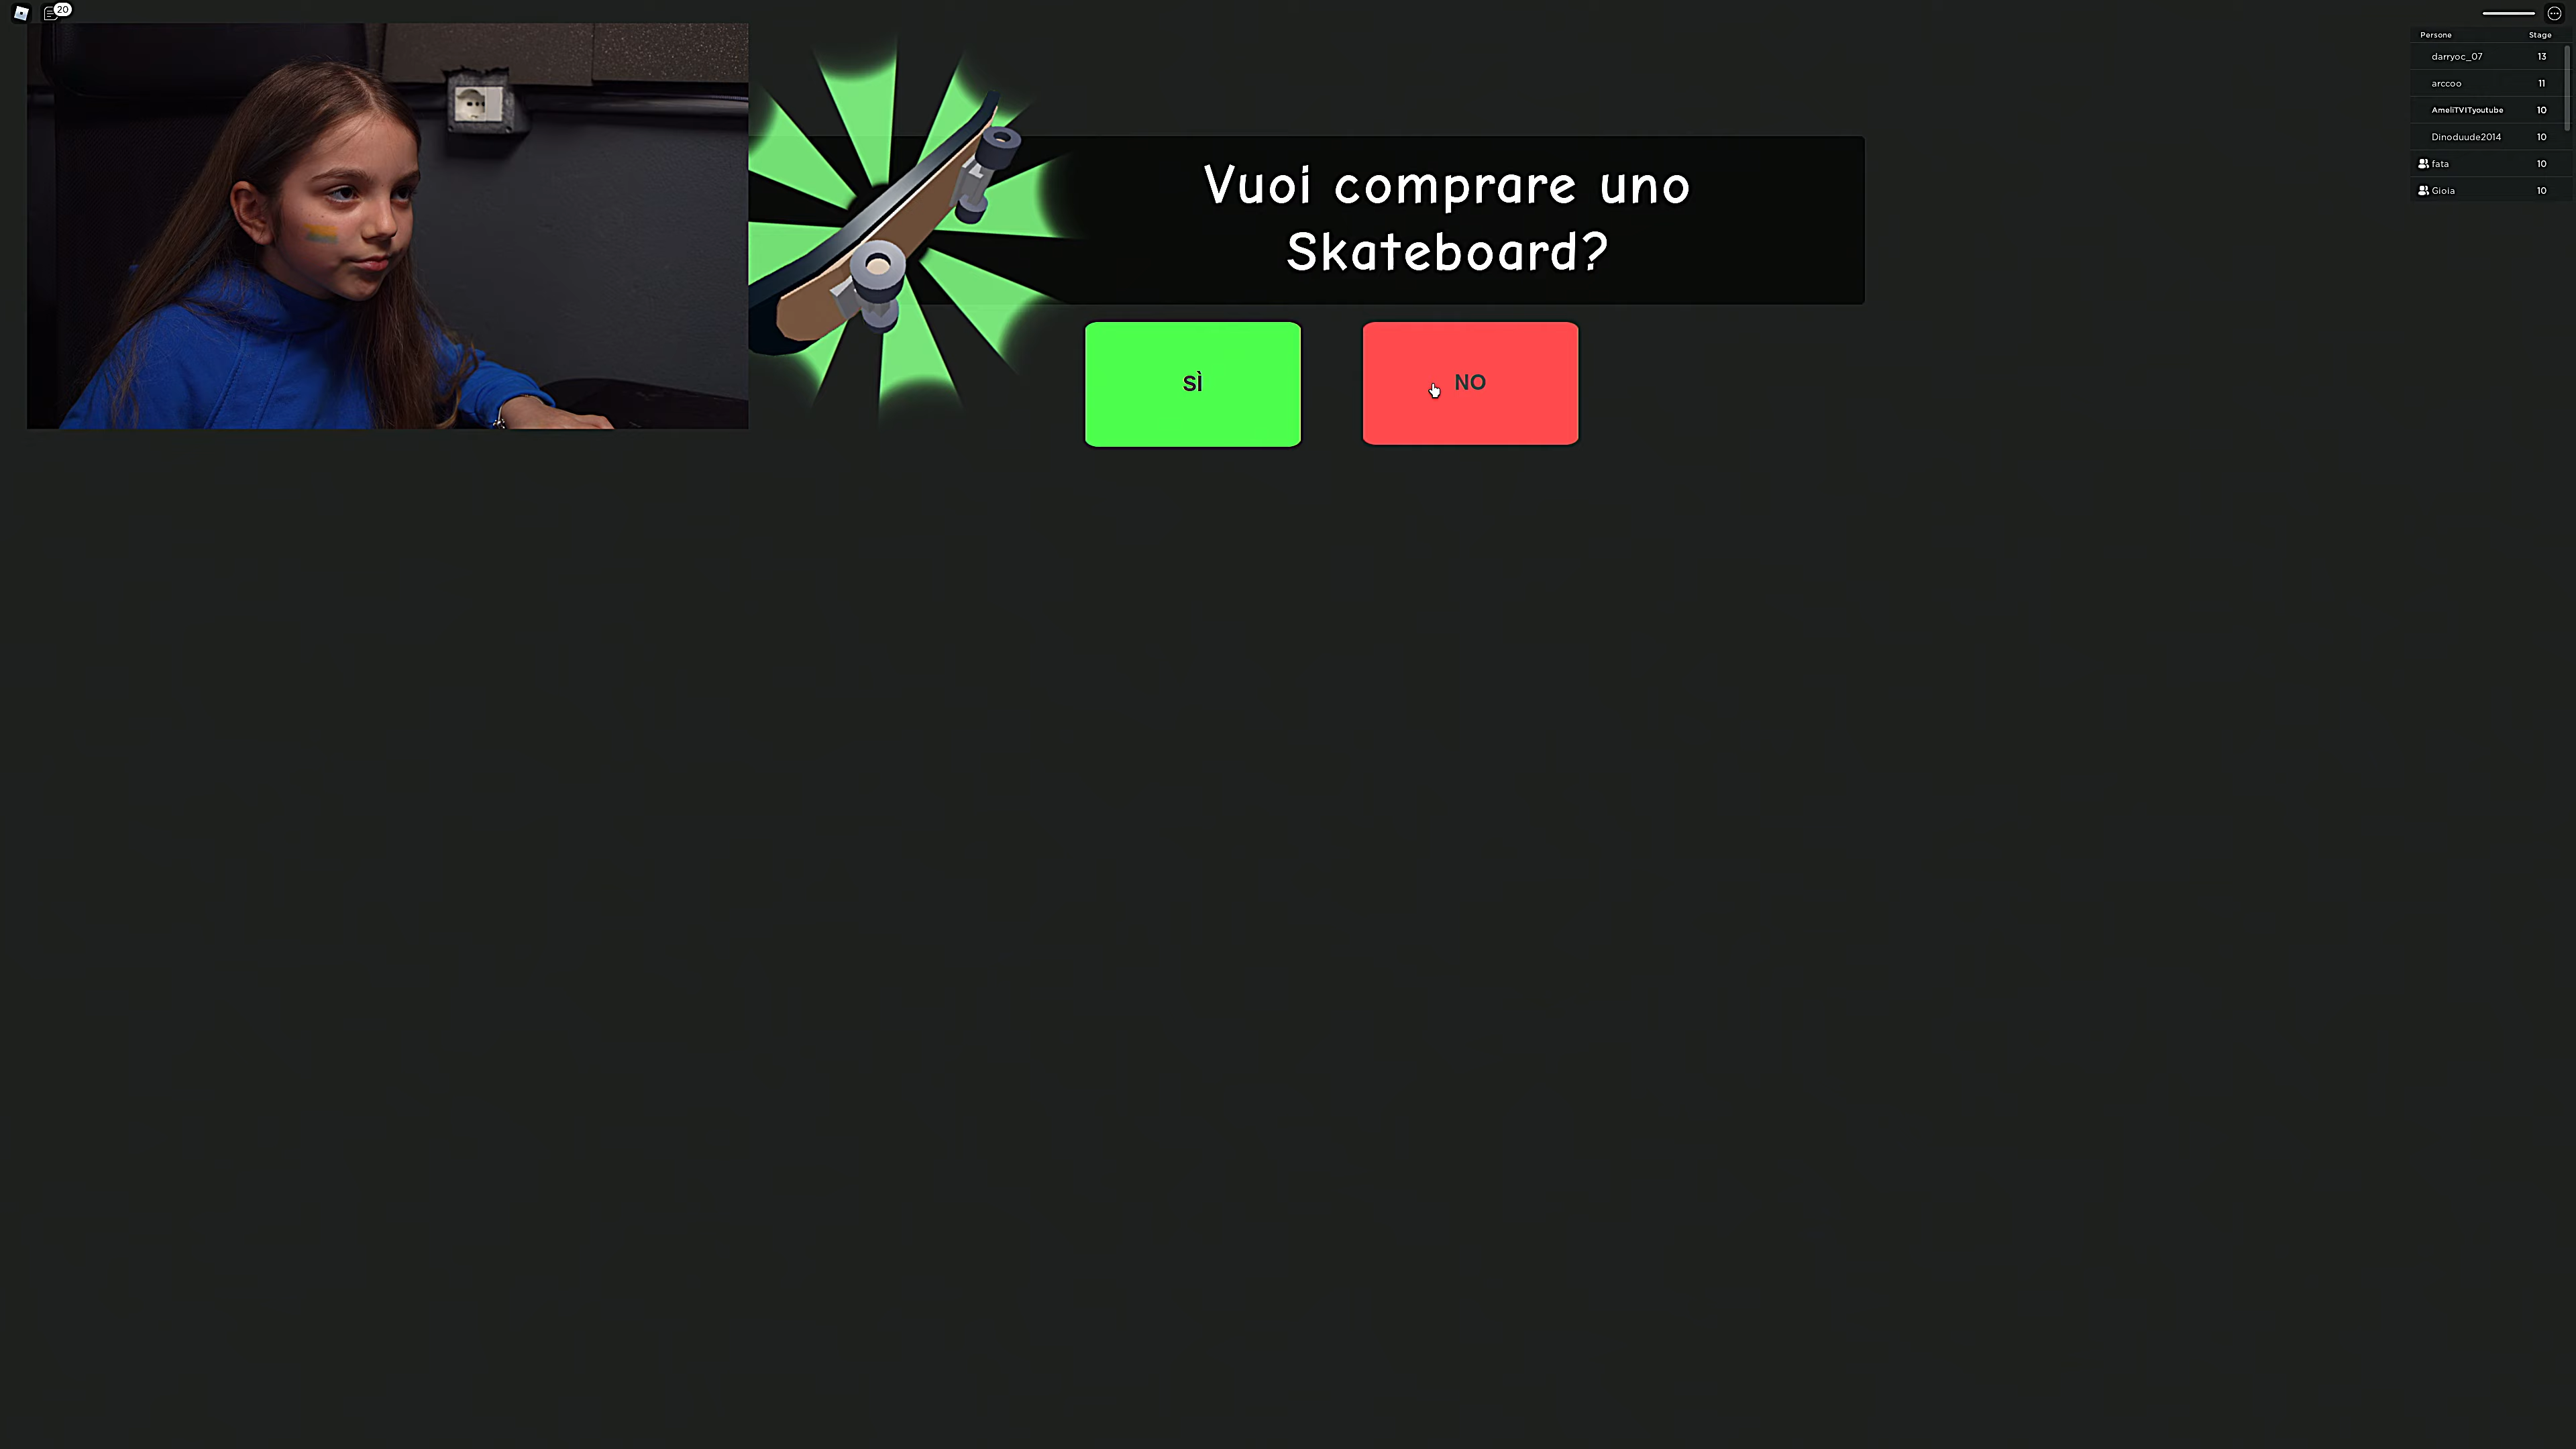 20
Persone Stage
darryoc_07 13
arccoo 11
AmeliTVITyoutube 10
Dinoduude2014 10
fata 10
Gioia 10
Vuoi comprare uno
Skateboard?
SÌ
NO